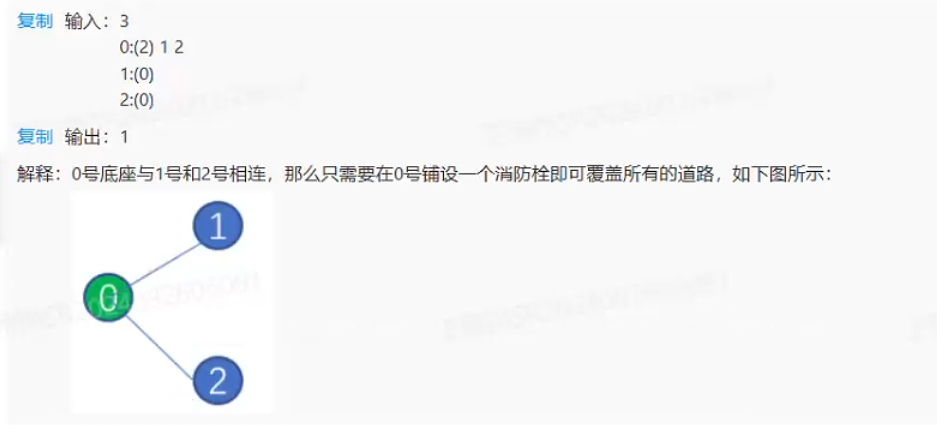 复制 输入：3
0:(2) 1 2
1:(0)
2:(0)
复制 输出：1
解释：0号底座与1号和2号相连，那么只需要在0号铺设一个消防栓即可覆盖所有的道路，如下图所示：
1
0
2